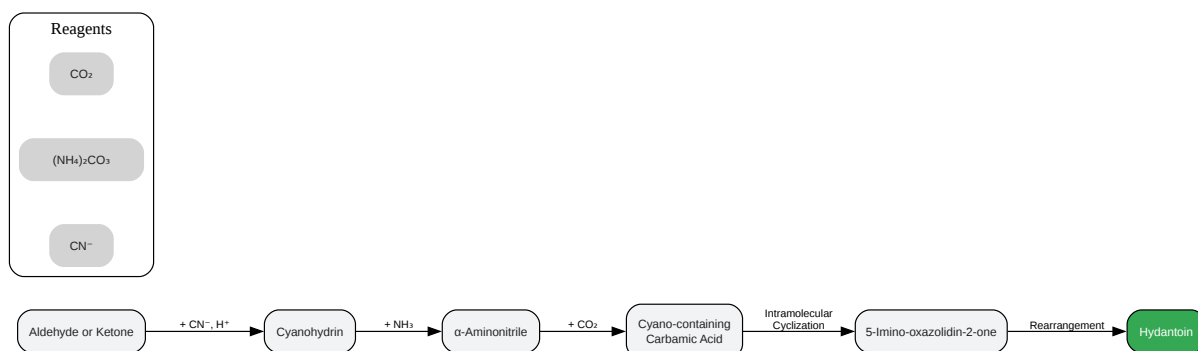 Reagents
CO₂
(NH₄)₂CO₃
CN⁻
Aldehyde or Ketone
+ CN⁻, H⁺
Cyanohydrin
+ NH₃
α-Aminonitrile
+ CO₂
Cyano-containing
Carbamic Acid
Intramolecular
Cyclization
5-Imino-oxazolidin-2-one
Rearrangement
Hydantoin